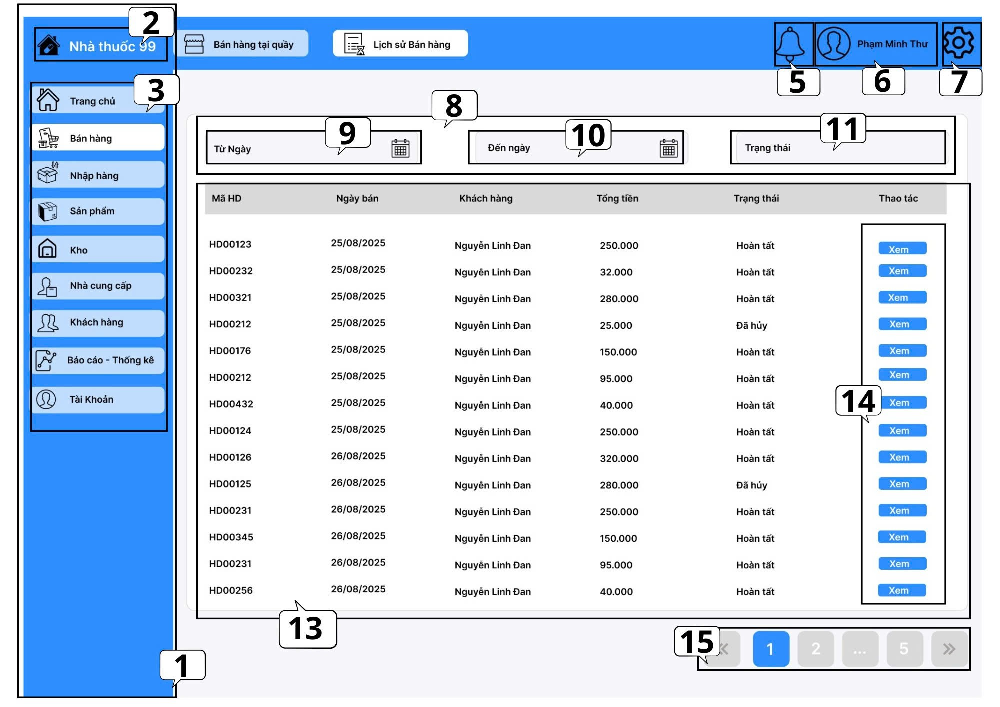 2
Nhà thuốc 99
Bán hàng tại quầy
Lịch sử Bán hàng
Phạm Minh Thư
5
6
7
3
Trang chủ
Bán hàng
Nhập hàng
Sản phẩm
Kho
Nhà cung cấp
Khách hàng
Báo cáo - Thống kê
Tài Khoản
8
9
10
11
Từ Ngày
Đến ngày
Trạng thái
Mã HD Ngày bán Khách hàng Tổng tiền Trạng thái Thao tác
HD00123 25/08/2025 Nguyễn Linh Đan 250.000 Hoàn tất Xem
HD00232 25/08/2025 Nguyễn Linh Đan 32.000 Hoàn tất Xem
HD00321 25/08/2025 Nguyễn Linh Đan 280.000 Hoàn tất Xem
HD00212 25/08/2025 Nguyễn Linh Đan 25.000 Đã hủy Xem
HD00176 25/08/2025 Nguyễn Linh Đan 150.000 Hoàn tất Xem
HD00212 25/08/2025 Nguyễn Linh Đan 95.000 Hoàn tất Xem
HD00432 25/08/2025 Nguyễn Linh Đan 40.000 Hoàn tất Xem
14
HD00124 25/08/2025 Nguyễn Linh Đan 250.000 Hoàn tất Xem
HD00126 26/08/2025 Nguyễn Linh Đan 320.000 Hoàn tất Xem
HD00125 26/08/2025 Nguyễn Linh Đan 280.000 Đã hủy Xem
HD00231 26/08/2025 Nguyễn Linh Đan 250.000 Hoàn tất Xem
HD00345 26/08/2025 Nguyễn Linh Đan 150.000 Hoàn tất Xem
HD00231 26/08/2025 Nguyễn Linh Đan 95.000 Hoàn tất Xem
HD00256 26/08/2025 Nguyễn Linh Đan 40.000 Hoàn tất Xem
13
15
« 1 2 ... 5 »
1